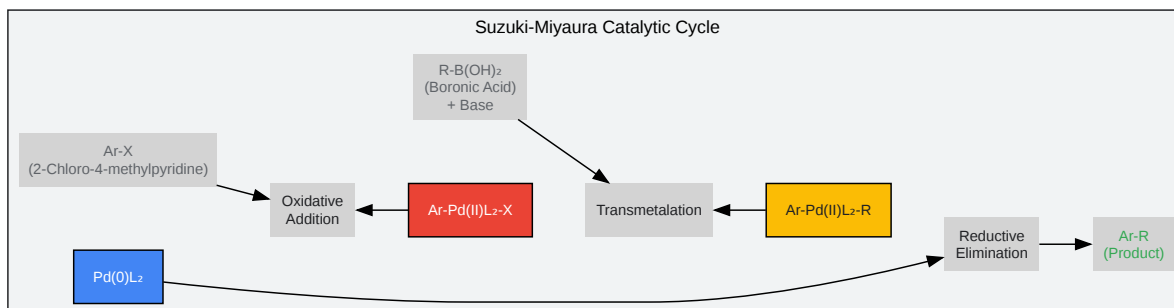 Suzuki-Miyaura Catalytic Cycle
R-B(OH)₂
(Boronic Acid)
+ Base
Ar-X
(2-Chloro-4-methylpyridine)
Oxidative
Addition
Ar-Pd(II)L₂-X
Transmetalation
Ar-Pd(II)L₂-R
Reductive
Elimination
Ar-R
(Product)
Pd(0)L₂